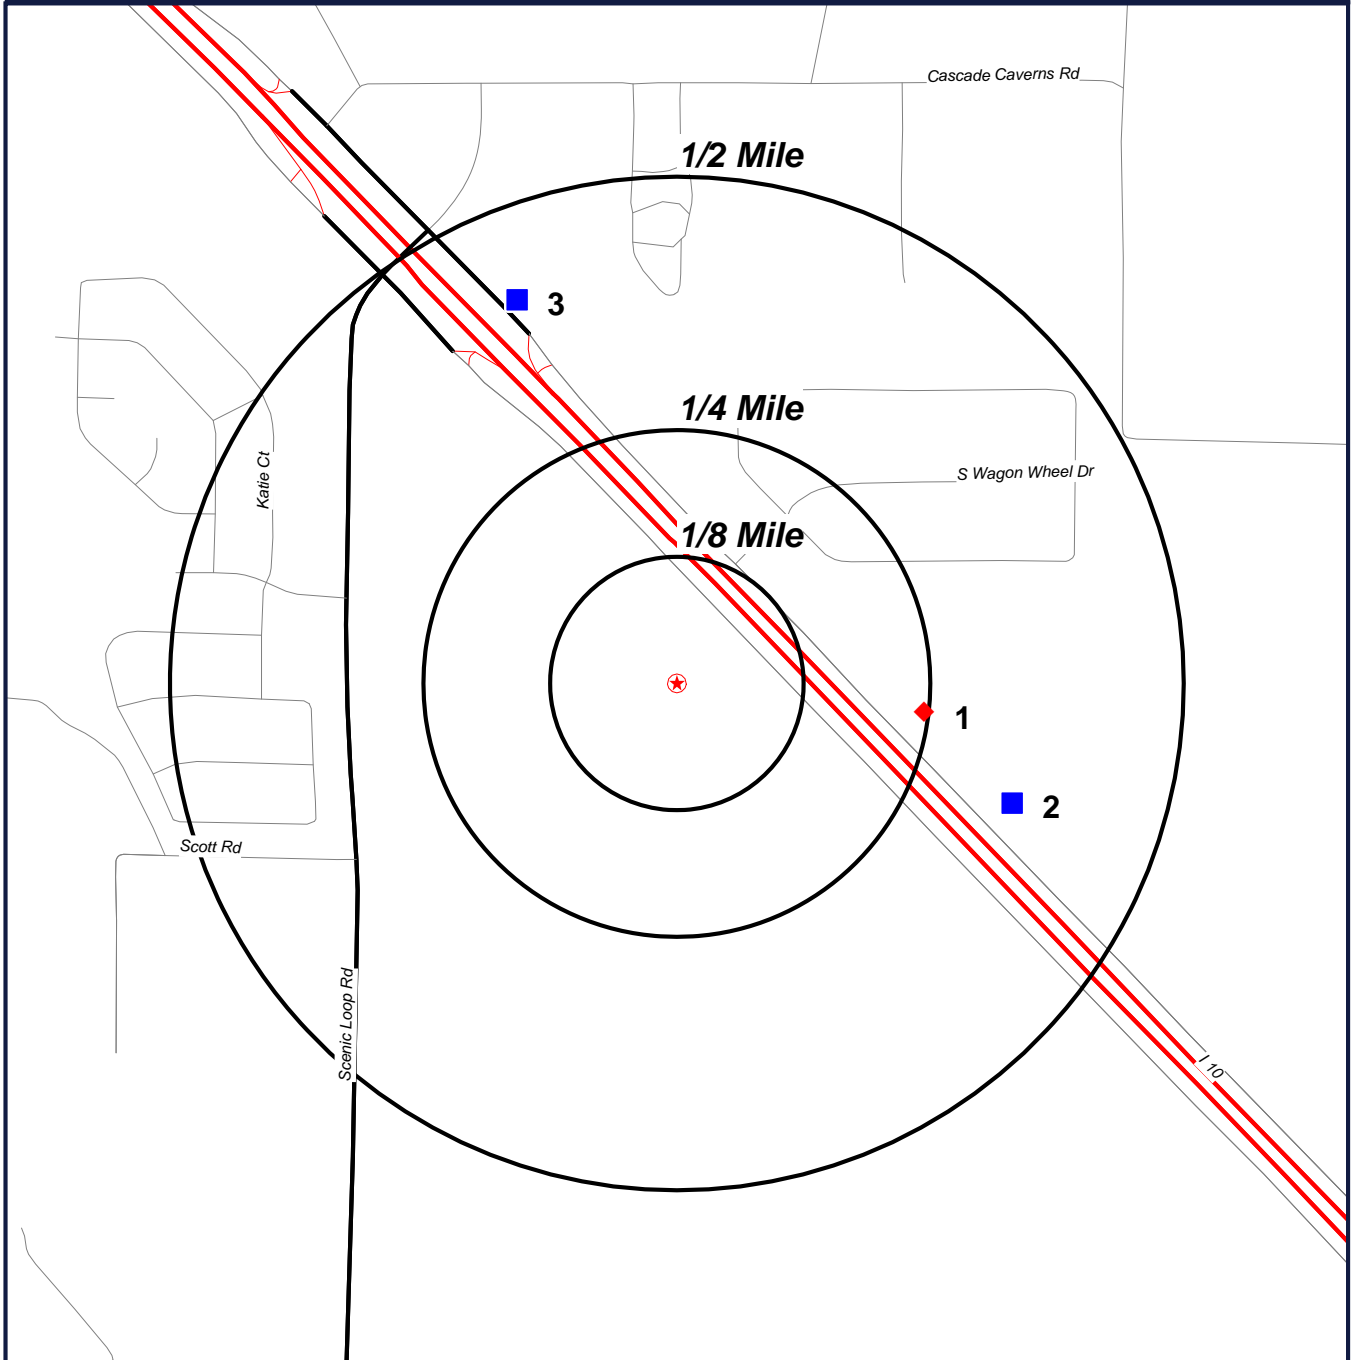 Cascade Caverns Rd
1/2 Mile
3
1/4 Mile
Katie Ct
S Wagon Wheel Dr
1/8 Mile
1
2
Scott Rd
Scenic Loop Rd
I 10